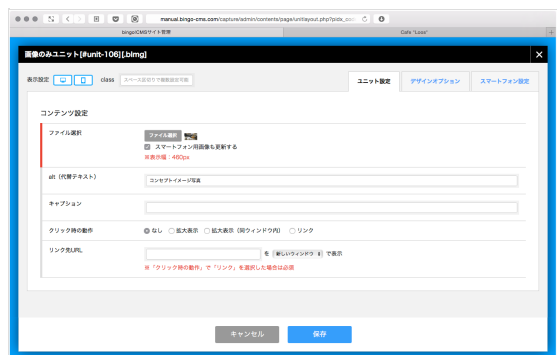 manual.bingo-cms.com/capture/admin/contents/page/unitlayout.php?pidx_con
bingo!CMSサイト管理
Cafe "Loas"
画像のみユニット[#unit-106][.bImg]
表示設定
class
スペース区切りで複数設定可能
ユニット設定
デザインオプション
スマートフォン設定
コンテンツ設定
ファイル選択
ファイル選択
スマートフォン用画像も更新する
※表示幅：480px
alt（代替テキスト）
コンセプトイメージ写真
キャプション
クリック時の動作
なし
拡大表示
拡大表示（同ウィンドウ内）
リンク
リンク先URL
を
新しいウィンドウ
で表示
※「クリック時の動作」で「リンク」を選択した場合は必須
キャンセル
保存